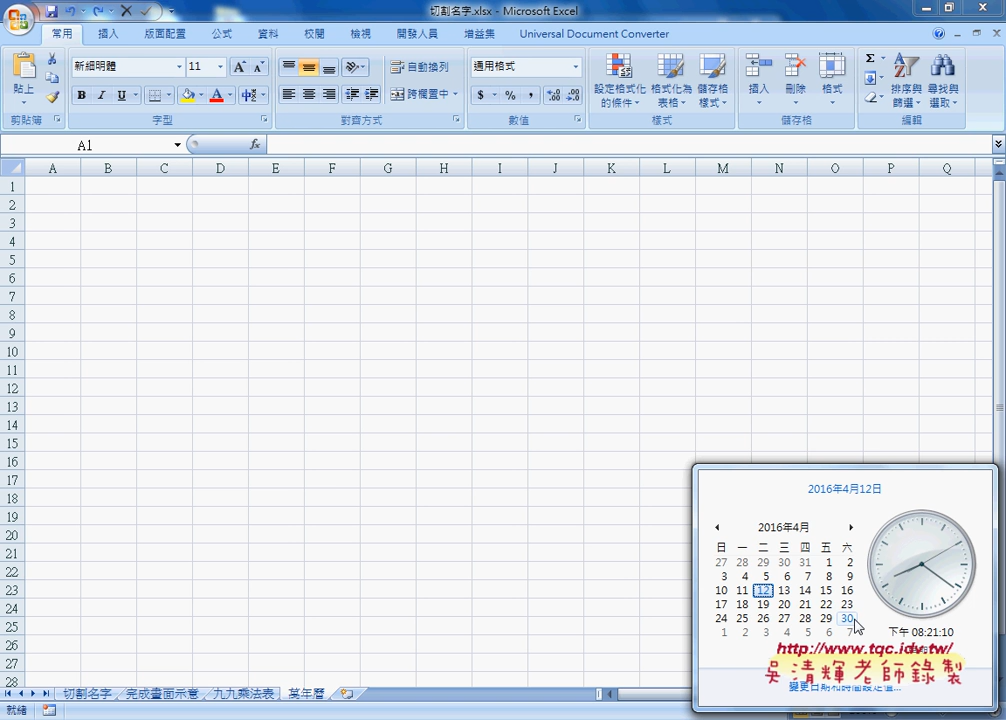 切割名字.xlsx - Microsoft Excel
常用 插入 版面配置 公式 資料 校閱 檢視 開發人員 增益集 Universal Document Converter
新細明體 11 自動換列 通用格式
貼上 B I U 跨欄置中 $ % , 設定格式化的條件 格式化為表格 儲存格樣式 插入 刪除 格式 排序與篩選 尋找與選取
剪貼簿 字型 對齊方式 數值 樣式 儲存格 編輯
A1 fx
A B C D E F G H I J K L M N O P Q
1
2
3
4
5
6
7
8
9
10
11
12
13
14
15
16
17
18
19
20
21
22
23
24
25
26
27
28
2016年4月12日
2016年4月
日 一 二 三 四 五 六
27 28 29 30 31 1 2
3 4 5 6 7 8 9
10 11 12 13 14 15 16
17 18 19 20 21 22 23
24 25 26 27 28 29 30
1 2 3 4 5 6 7
下午 08:21:10
http://www.tqc.idv.tw/
吳清輝老師錄製
變更日期和時間設定值...
切割名字 完成畫面示意 九九乘法表 萬年曆
就緒